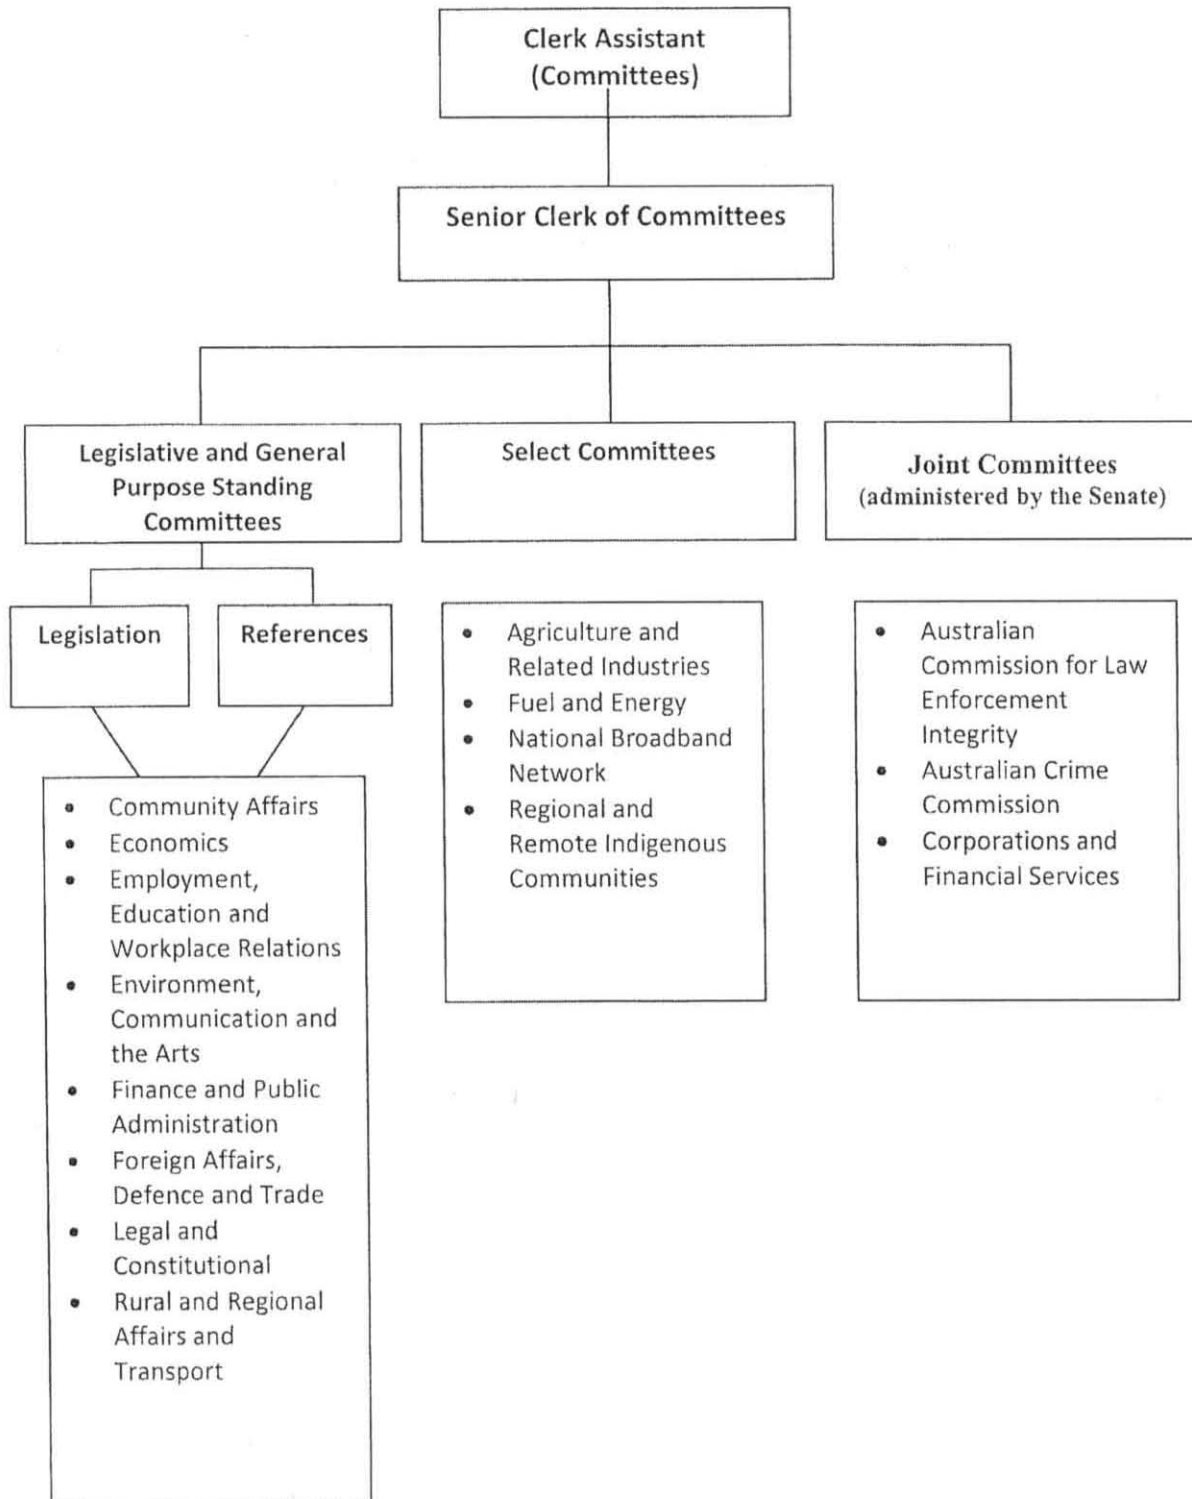 Clerk Assistant
(Committees)
Senior Clerk of Committees
Legislative and General
Purpose Standing
Committees
Select Committees
Joint Committees
(administered by the Senate)
Legislation
References
• Community Affairs
• Economics
• Employment,
Education and
Workplace Relations
• Environment,
Communication and
the Arts
• Finance and Public
Administration
• Foreign Affairs,
Defence and Trade
• Legal and
Constitutional
• Rural and Regional
Affairs and
Transport
• Agriculture and
Related Industries
• Fuel and Energy
• National Broadband
Network
• Regional and
Remote Indigenous
Communities
• Australian
Commission for Law
Enforcement
Integrity
• Australian Crime
Commission
• Corporations and
Financial Services